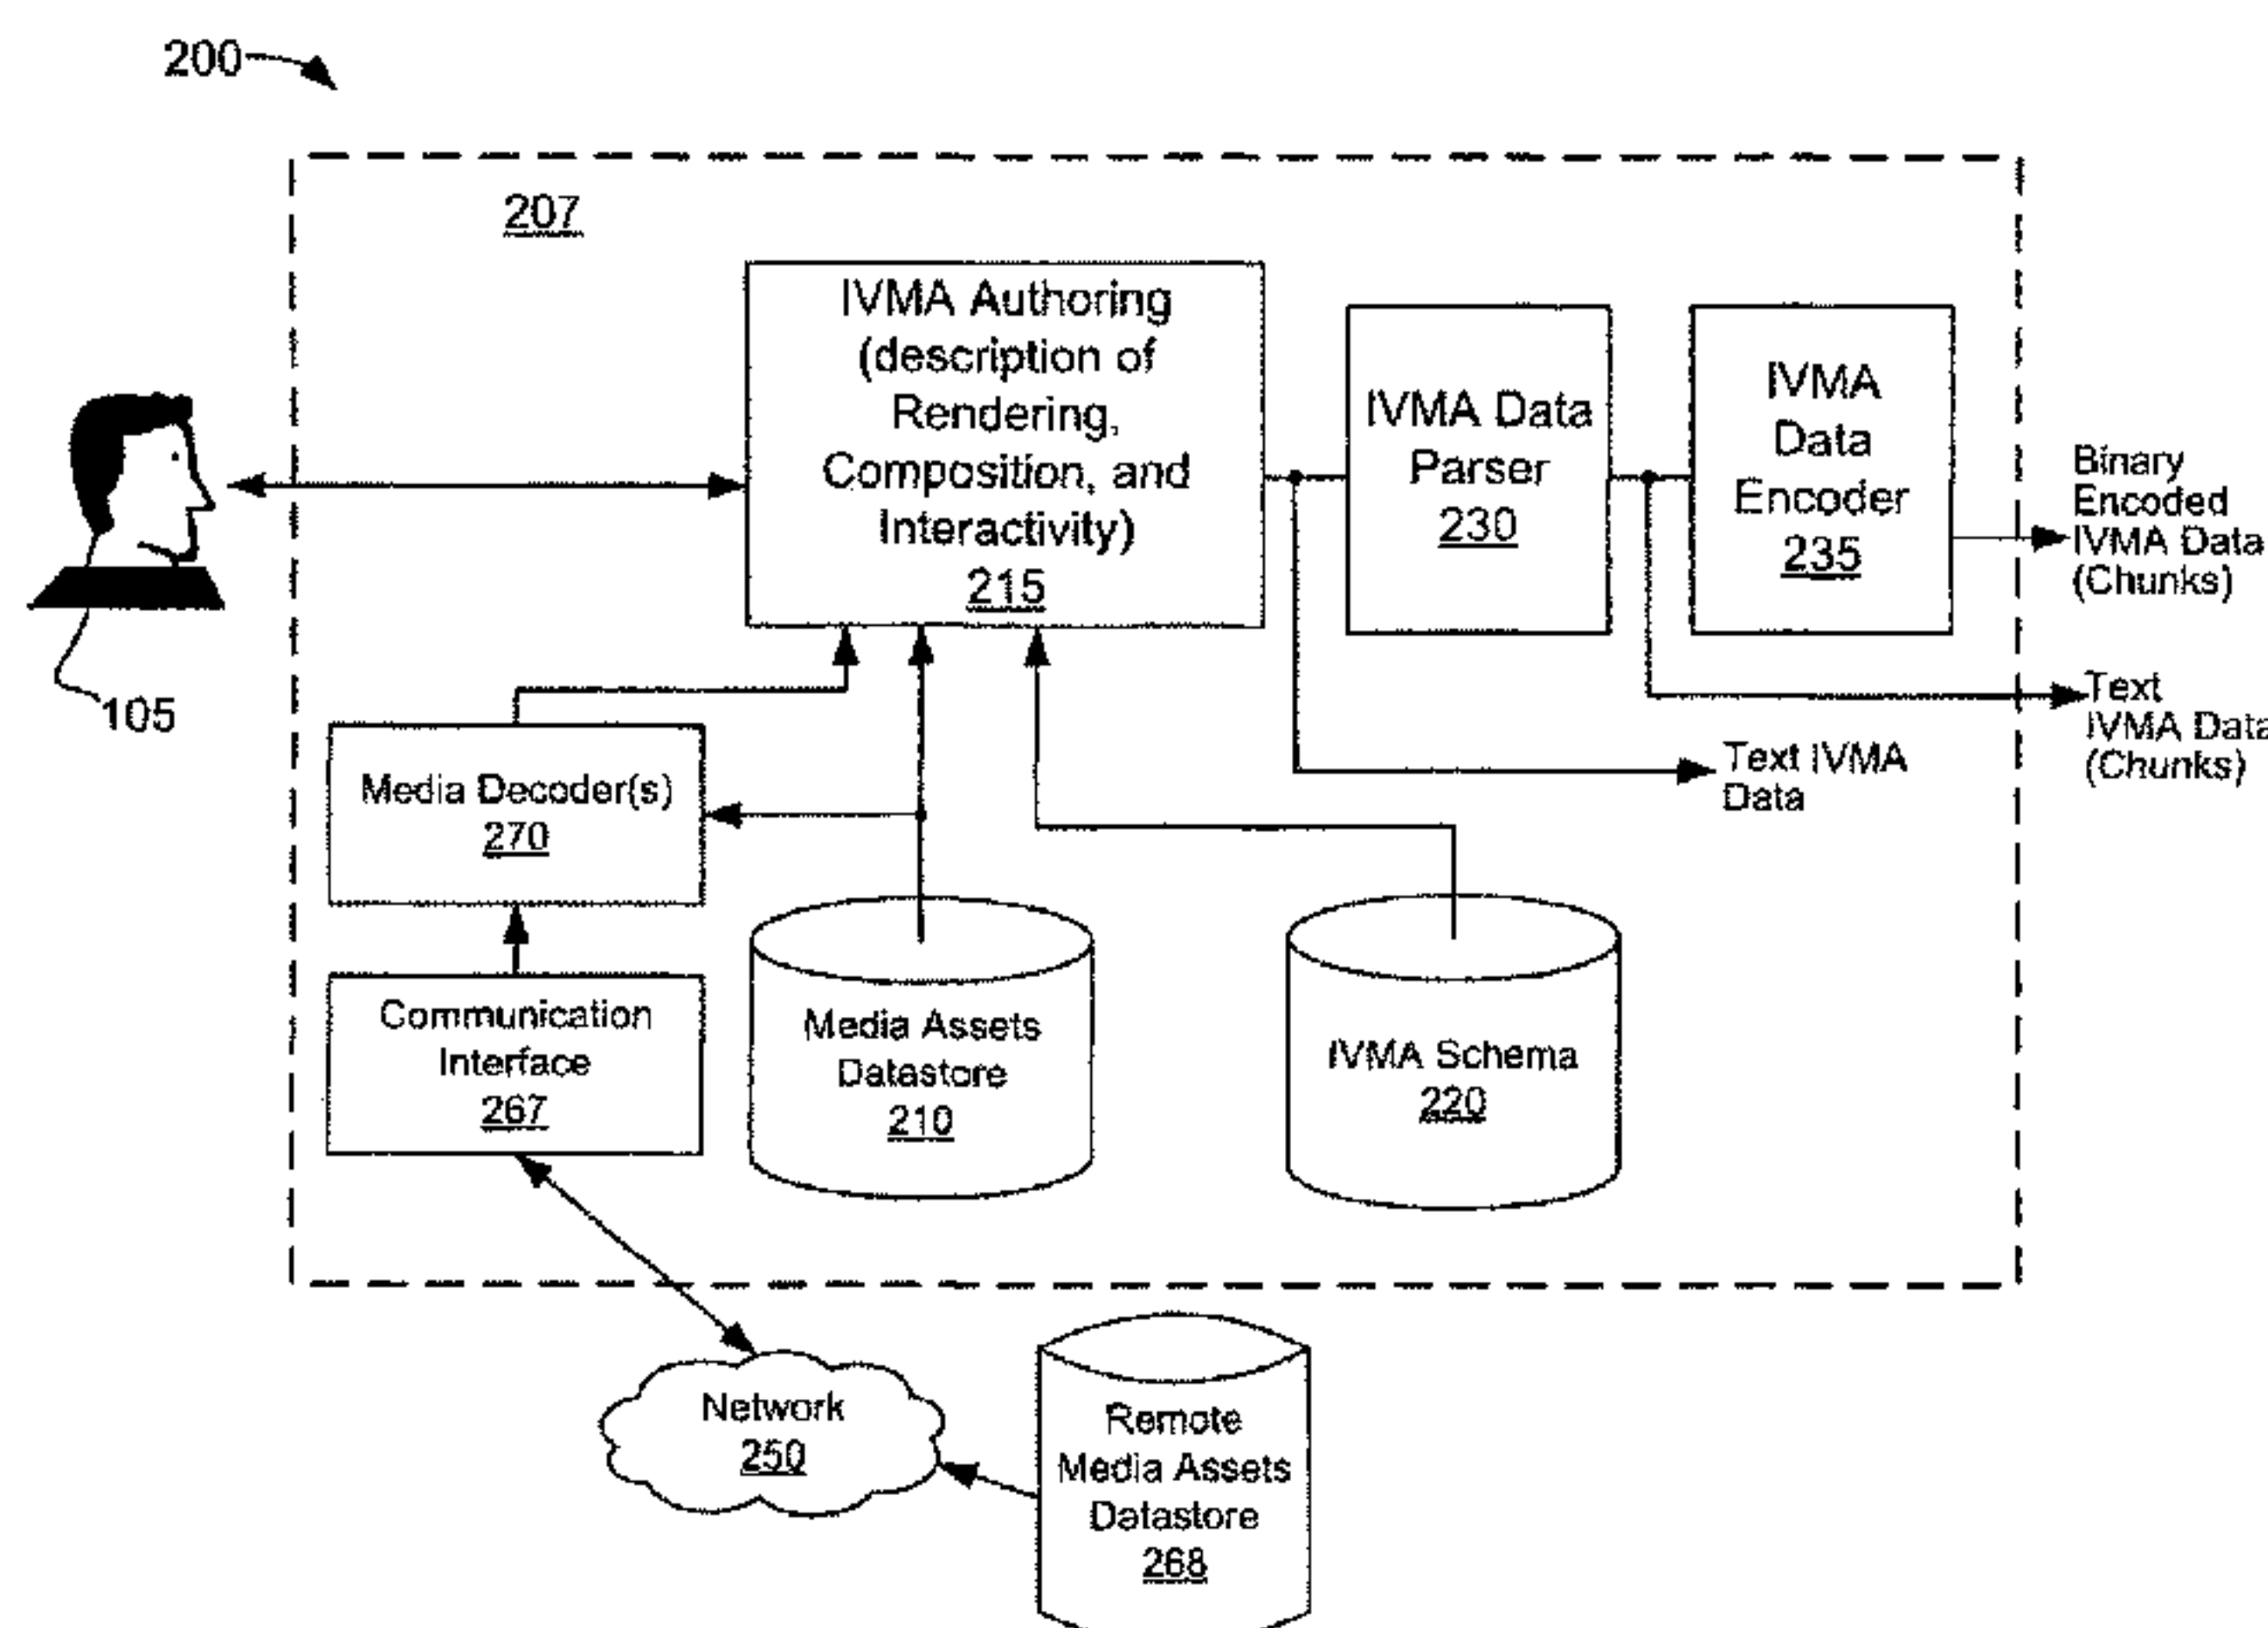 200
207
IVMA Authoring
(description of
Rendering,
Composition, and
Interactivity)
215
IVMA Data
Parser
230
IVMA
Data
Encoder
235
Binary
Encoded
IVMA Data
(Chunks)
Text
IVMA Data
(Chunks)
Text IVMA
Data
105
Media Decoder(s)
270
Communication
Interface
267
Media Assets
Datastore
210
IVMA Schema
220
Network
250
Remote
Media Assets
Datastore
268